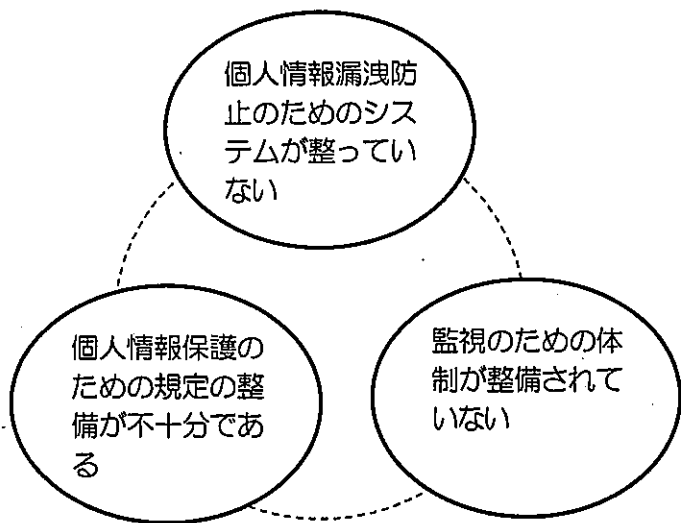 個人情報漏洩防
止のためのシス
テムが整ってい
ない
個人情報保護の
ための規定の整
備が不十分であ
る
監視のための体
制が整備されて
いない